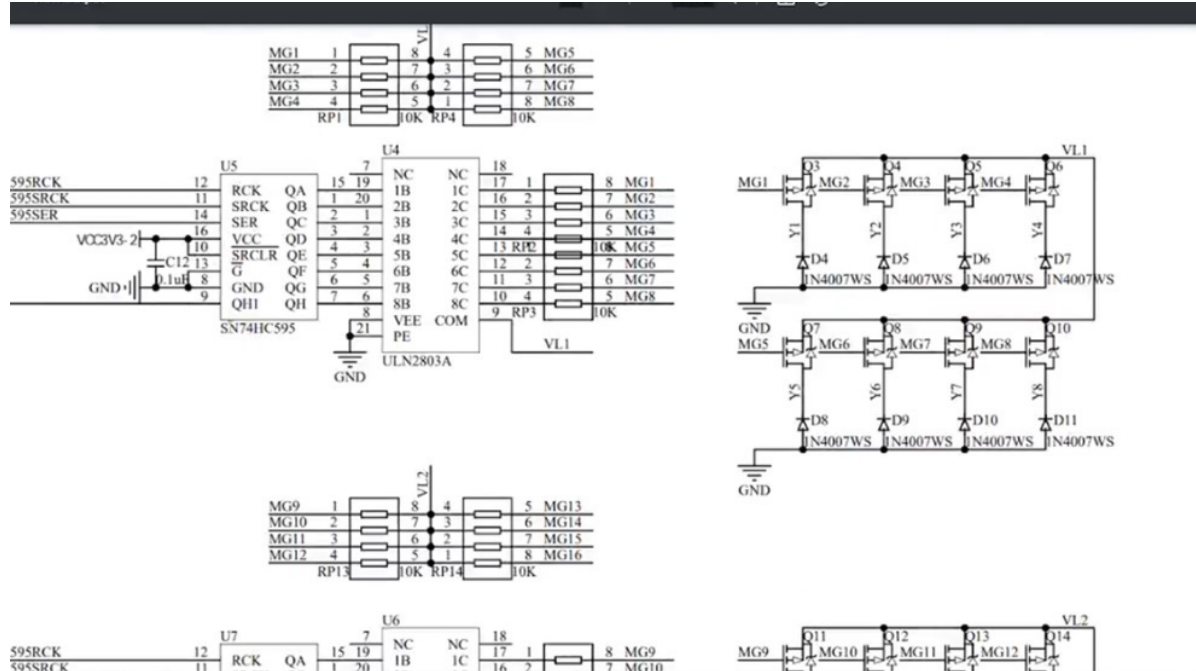 VL
MG1 1 8 4 5 MG5
MG2 2 7 3 6 MG6
MG3 3 6 2 7 MG7
MG4 4 5 1 8 MG8
RP1 10K RP4 10K
U5
595RCK 12 RCK QA 15
595SRCK 11 SRCK QB 1
595SER 14 SER QC 2
VCC3V3-2 16 VCC QD 3
10 SRCLR QE 4
C12 13 G QF 5
0.1uF
GND 8 GND QG 6
9 QH1 QH 7
SN74HC595
U4
7 NC NC 18
19 1B 1C 17
20 2B 2C 16
1 3B 3C 15
2 4B 4C 14
3 5B 5C 13
4 6B 6C 12
5 7B 7C 11
6 8B 8C 10
8 VEE COM 9
21 PE
ULN2803A
GND
VL1
1 8 MG1
2 7 MG2
3 6 MG3
4 5 MG4
RP2 MG5
2 7 MG6
3 6 MG7
4 5 MG8
RP3 10K
VL1
Q3 Q4 Q5 Q6
MG1 MG2 MG3 MG4
Y1 Y2 Y3 Y4
D4 D5 D6 D7
1N4007WS 1N4007WS 1N4007WS 1N4007WS
GND
Q7 Q8 Q9 Q10
MG5 MG6 MG7 MG8
Y5 Y6 Y7 Y8
D8 D9 D10 D11
1N4007WS 1N4007WS 1N4007WS 1N4007WS
GND
VL2
MG9 1 8 4 5 MG13
MG10 2 7 3 6 MG14
MG11 3 6 2 7 MG15
MG12 4 5 1 8 MG16
RP13 10K RP14 10K
U7
595RCK 12 RCK QA 15
595SRCK 11
U6
7 NC NC 18
19 1B 1C 17
20 16
1 8 MG9
2 7 MG10
VL2
Q11 Q12 Q13 Q14
MG9 MG10 MG11 MG12